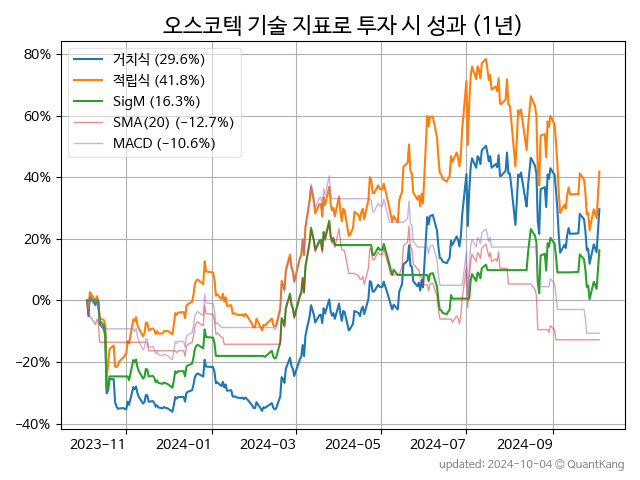 오스코텍 기술 지표로 투자 시 성과 (1년)
거치식 (29.6%)
적립식 (41.8%)
SigM (16.3%)
SMA(20) (−12.7%)
MACD (−10.6%)
80%
60%
40%
20%
0%
−20%
−40%
2023−11 2024−01 2024−03 2024−05 2024−07 2024−09
updated: 2024-10-04 © QuantKang